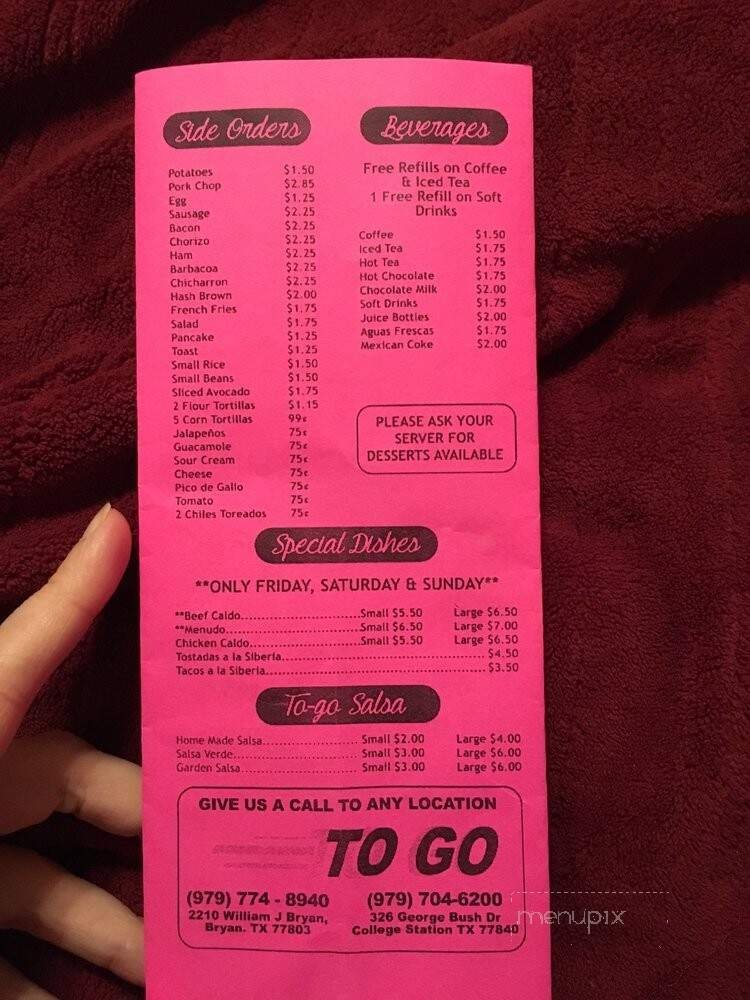 Side Orders
Potatoes $1.50
Pork Chop $2.85
Egg $1.25
Sausage $2.25
Bacon $2.25
Chorizo $2.25
Ham $2.25
Barbacoa $2.75
Chicharron $2.25
Hash Brown $2.00
French Fries $1.75
Salad $1.75
Pancake $1.25
Toast $1.25
Small Rice $1.50
Small Beans $1.50
Sliced Avocado $1.75
2 Flour Tortillas $1.15
5 Corn Tortillas 99¢
Jalapeños 75¢
Guacamole 75¢
Sour Cream 75¢
Cheese 75¢
Pico de Gallo 75¢
Tomato 75¢
2 Chiles Toreados 75¢
Beverages
Free Refills on Coffee
& Iced Tea
1 Free Refill on Soft
Drinks
Coffee $1.50
Iced Tea $1.75
Hot Tea $1.75
Hot Chocolate $1.75
Chocolate Milk $2.00
Soft Drinks $1.75
Juice Bottles $2.00
Aguas Frescas $1.75
Mexican Coke $2.00
PLEASE ASK YOUR
SERVER FOR
DESSERTS AVAILABLE
Special Dishes
**ONLY FRIDAY, SATURDAY & SUNDAY**
**Beef Caldo..........................Small $5.50 Large $6.50
**Menudo.............................Small $6.50 Large $7.00
Chicken Caldo........................Small $5.50 Large $6.50
Tostadas a la Siberia.................................................. $4.50
Tacos a la Siberia...................................................... $3.50
To-go Salsa
Home Made Salsa..................... Small $2.00 Large $4.00
Salsa Verde........................... Small $3.00 Large $6.00
Garden Salsa.......................... Small $3.00 Large $6.00
GIVE US A CALL TO ANY LOCATION
TO GO
(979) 774 - 8940 (979) 704-6200
2210 William J Bryan, 326 George Bush Dr
Bryan. TX 77803 College Station TX 77840
menupix